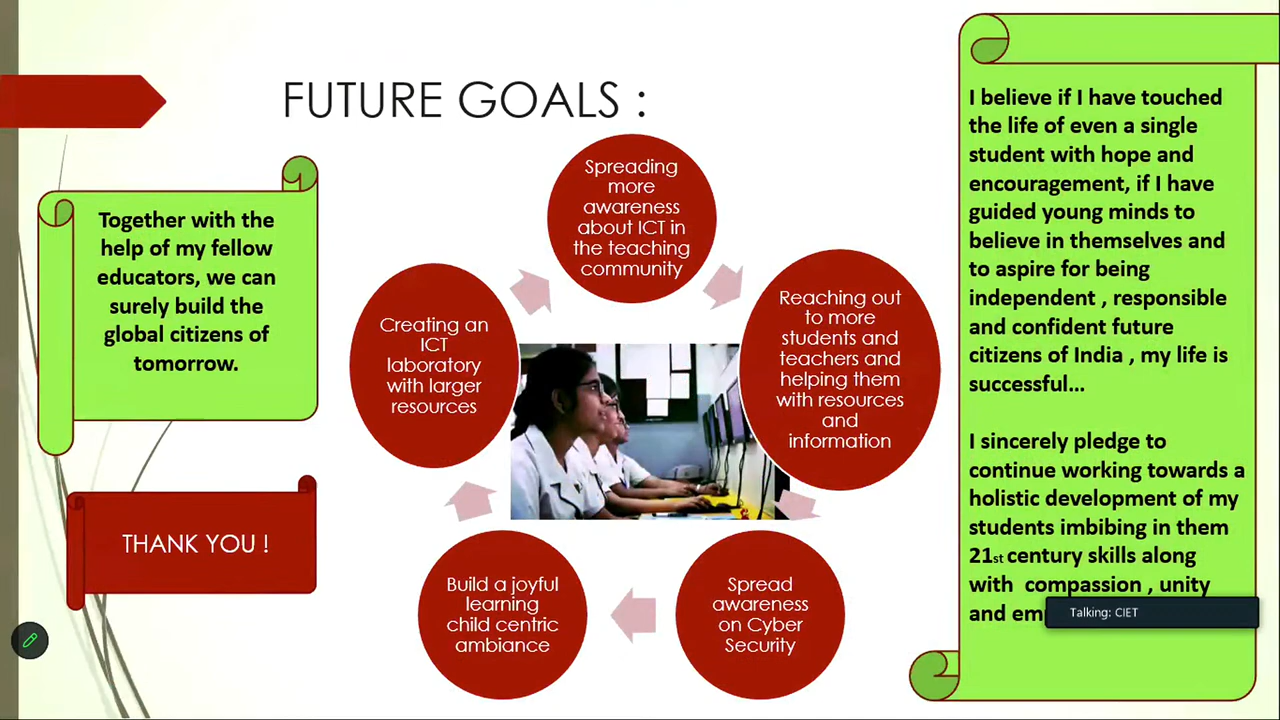 FUTURE GOALS :
Together with the
help of my fellow
educators, we can
surely build the
global citizens of
tomorrow.
THANK YOU !
Spreading
more
awareness
about ICT in
the teaching
community
Reaching out
to more
students and
teachers and
helping them
with resources
and
information
Spread
awareness
on Cyber
Security
Build a joyful
learning
child centric
ambiance
Creating an
ICT
laboratory
with larger
resources
I believe if I have touched
the life of even a single
student with hope and
encouragement, if I have
guided young minds to
believe in themselves and
to aspire for being
independent , responsible
and confident future
citizens of India , my life is
successful...
I sincerely pledge to
continue working towards a
holistic development of my
students imbibing in them
21st century skills along
with compassion , unity
and
Talking: CIET